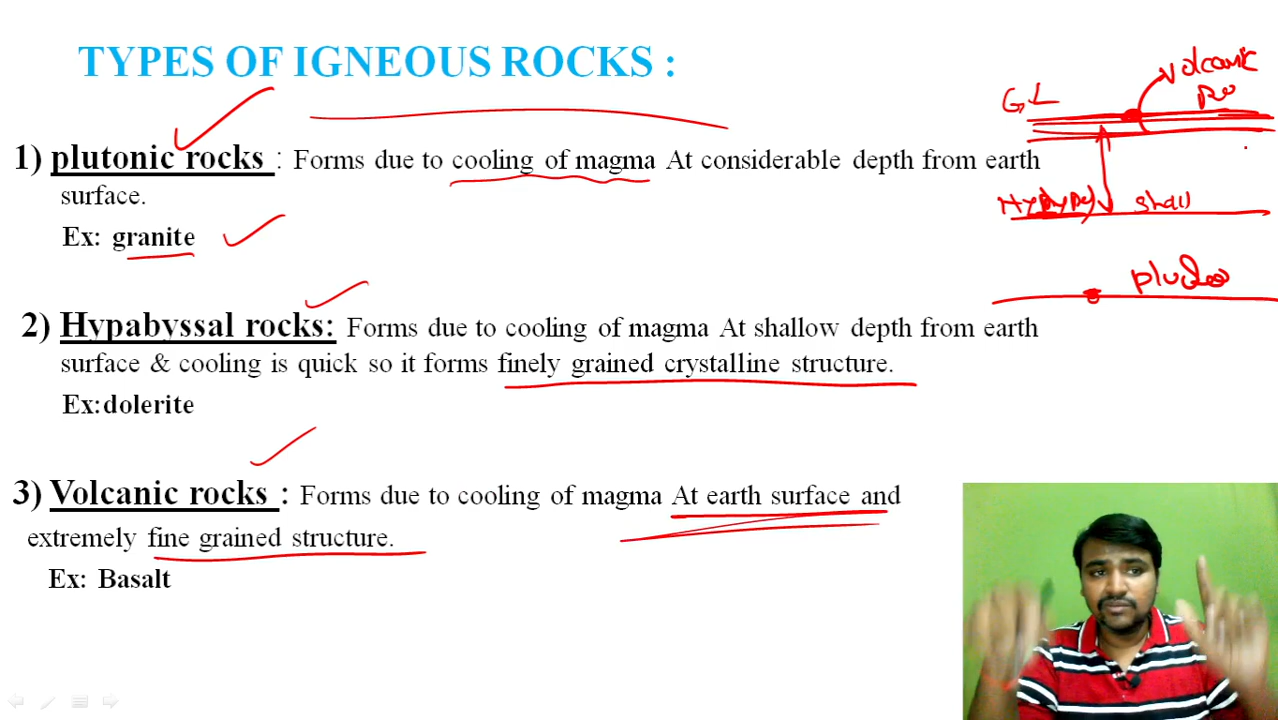 TYPES OF IGNEOUS ROCKS :
1) plutonic rocks : Forms due to cooling of magma At considerable depth from earth
surface.
Ex: granite
2) Hypabyssal rocks: Forms due to cooling of magma At shallow depth from earth
surface & cooling is quick so it forms finely grained crystalline structure.
Ex:dolerite
3) Volcanic rocks : Forms due to cooling of magma At earth surface and
extremely fine grained structure.
Ex: Basalt
volcanic
Ro
G,L
shall